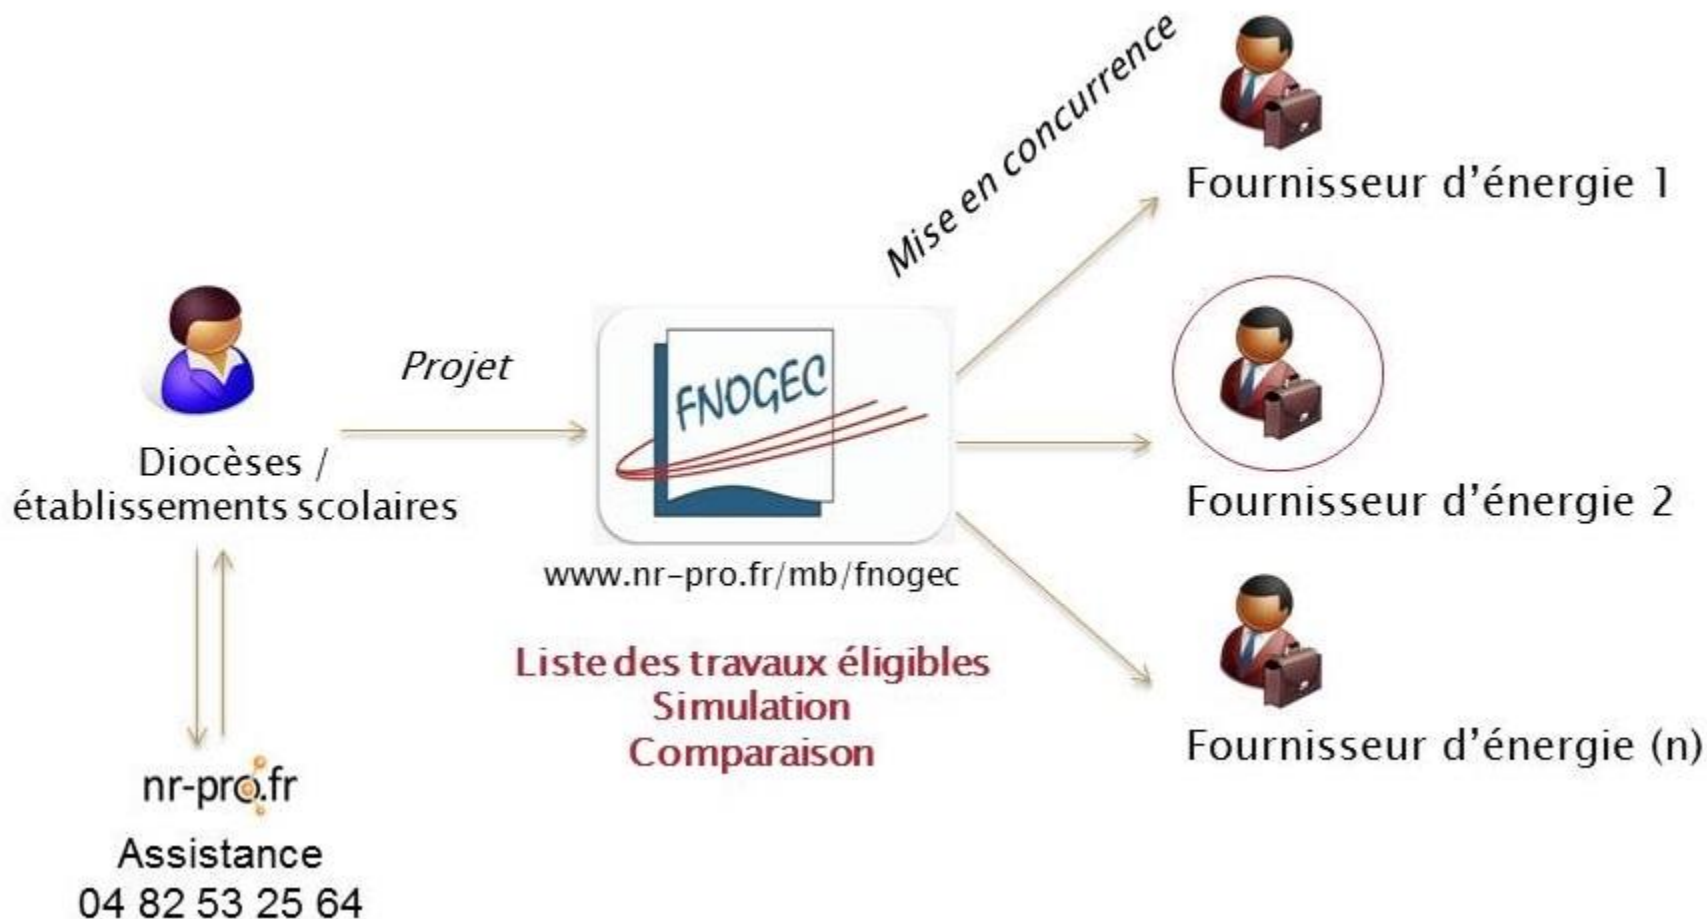 Mise en concurrence
Fournisseur d'énergie 1
Projet
FNOGEC
Diocèses /
établissements scolaires
Fournisseur d'énergie 2
www.nr-pro.fr/mb/fnogec
Liste des travaux éligibles
Simulation
Comparaison
Fournisseur d'énergie (n)
nr-pro.fr
Assistance
04 82 53 25 64